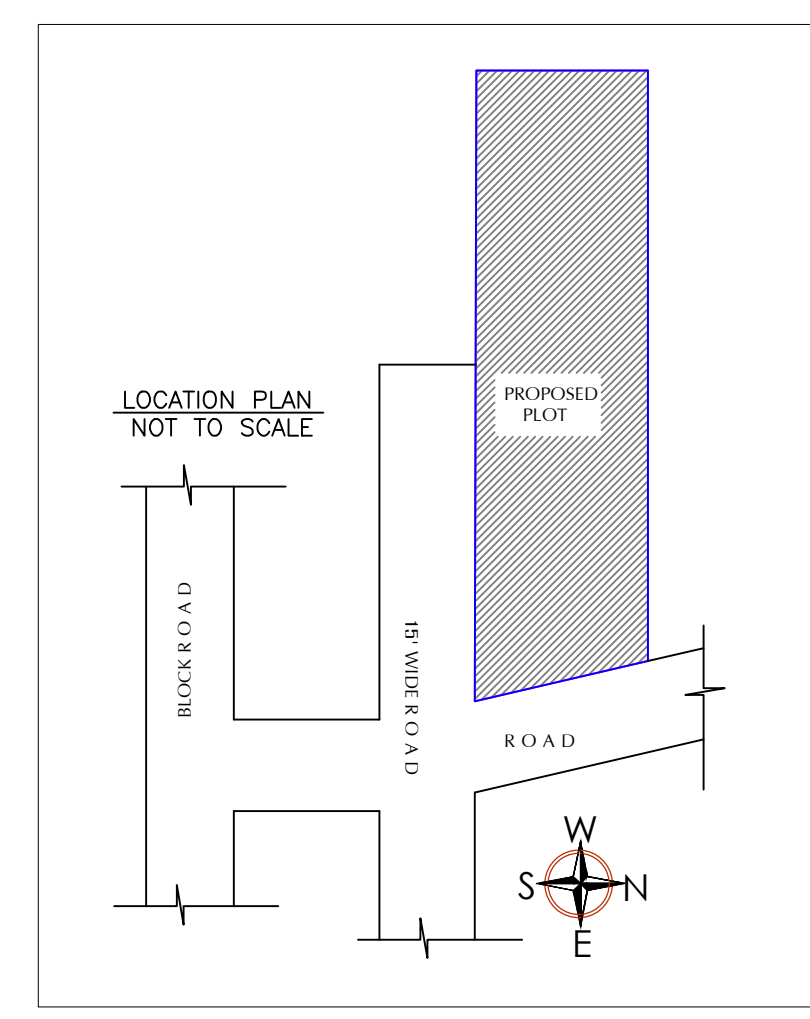 LOCATION PLAN
NOT TO SCALE
PROPOSED
PLOT
BLOCK ROAD
15' WIDE ROAD
ROAD
W
S
N
E